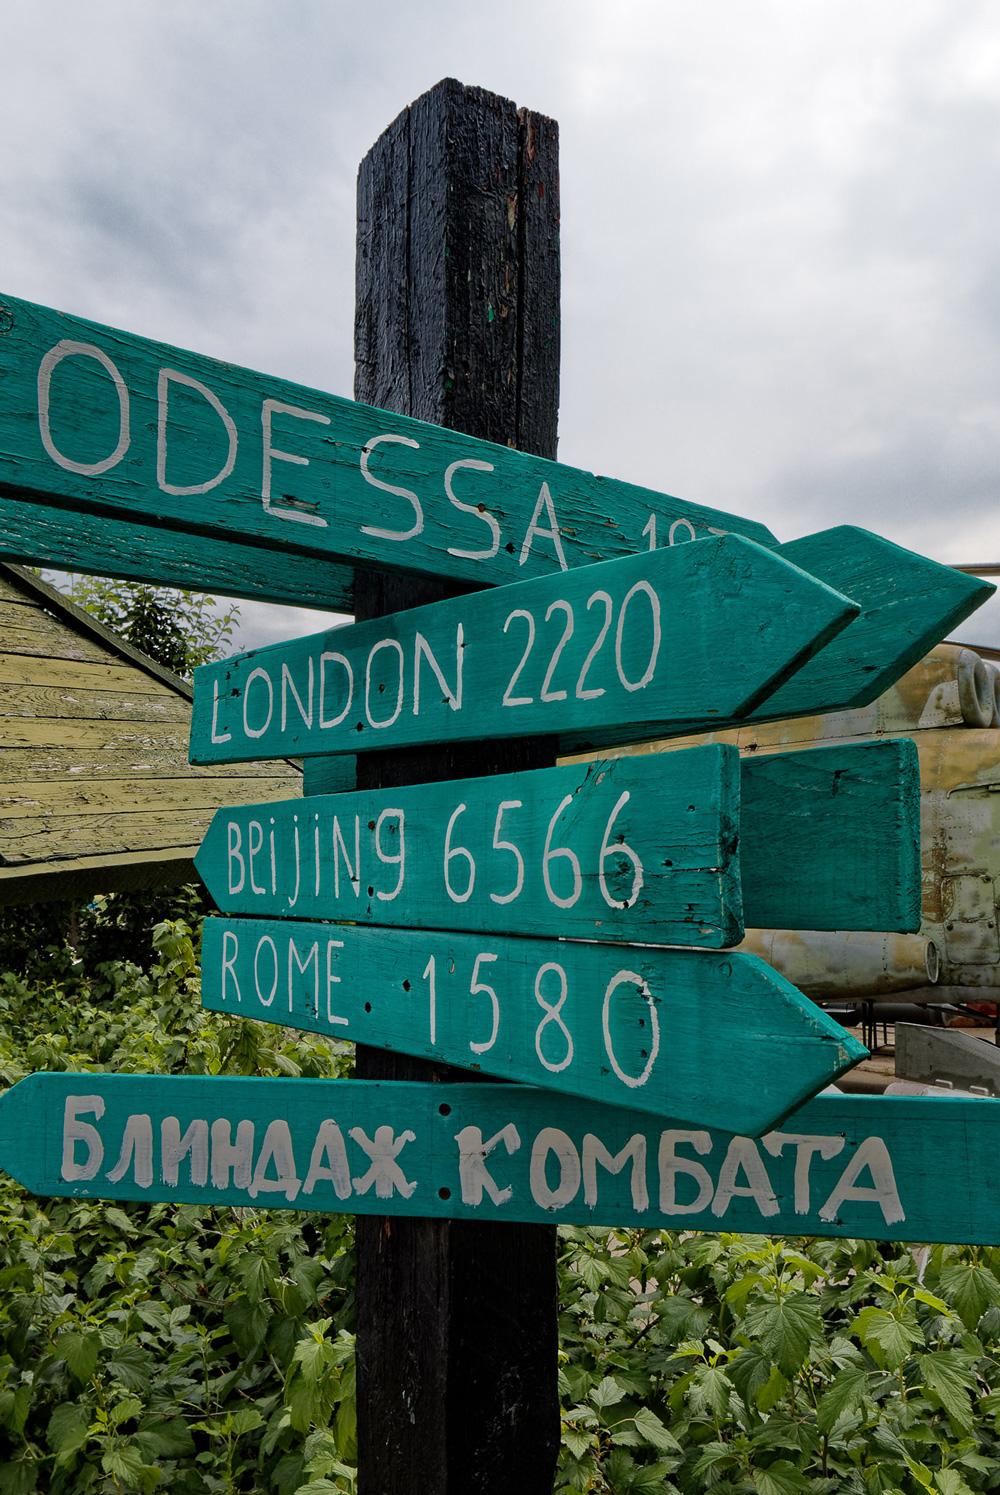 ODESSA
LONDON 2220
Beijing 6566
ROME 1580
Блиндаж комбата